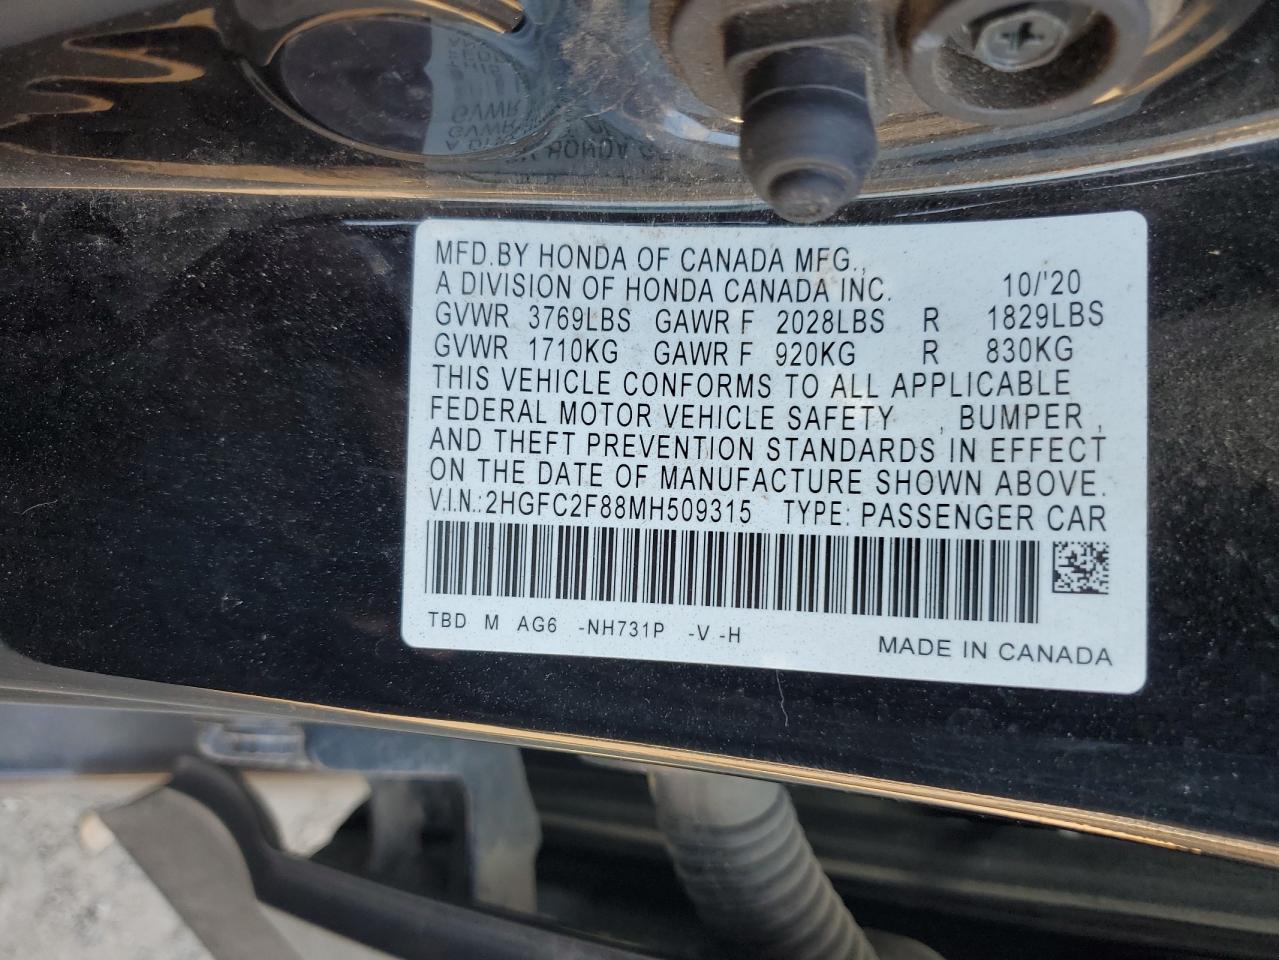 MFD. BY HONDA OF CANADA MFG.,
A DIVISION OF HONDA CANADA INC. 10/'20
GVWR 3769LBS GAWR F 2028LBS R 1829LBS
GVWR 1710KG GAWR F 920KG R 830KG
THIS VEHICLE CONFORMS TO ALL APPLICABLE
FEDERAL MOTOR VEHICLE SAFETY , BUMPER ,
AND THEFT PREVENTION STANDARDS IN EFFECT
ON THE DATE OF MANUFACTURE SHOWN ABOVE.
V.I.N.: 2HGFC2F88MH509315 TYPE: PASSENGER CAR
TBD M AG6 -NH731P -V -H
MADE IN CANADA